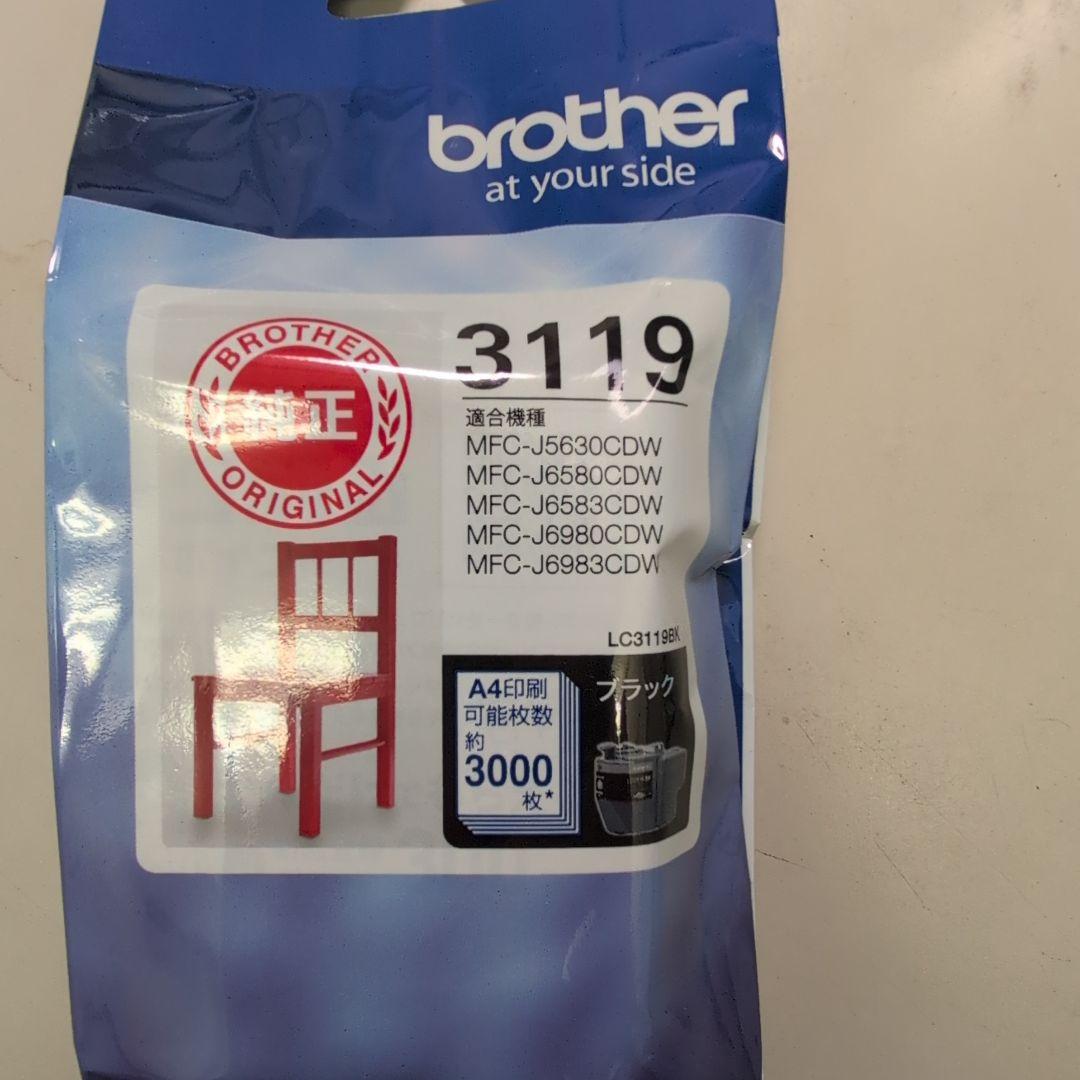 brother
at your side
BROTHER
純正
ORIGINAL
3119
適合機種
MFC-J5630CDW
MFC-J6580CDW
MFC-J6583CDW
MFC-J6980CDW
MFC-J6983CDW
LC3119BK
A4印刷
可能枚数
約
3000
枚*
ブラック